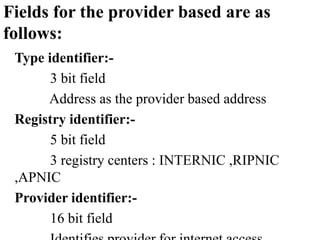 Fields for the provider based are as
follows:
Type identifier:-
3 bit field
Address as the provider based address
Registry identifier:-
5 bit field
3 registry centers : INTERNIC ,RIPNIC
,APNIC
Provider identifier:-
16 bit field
Identifies provider for internet access